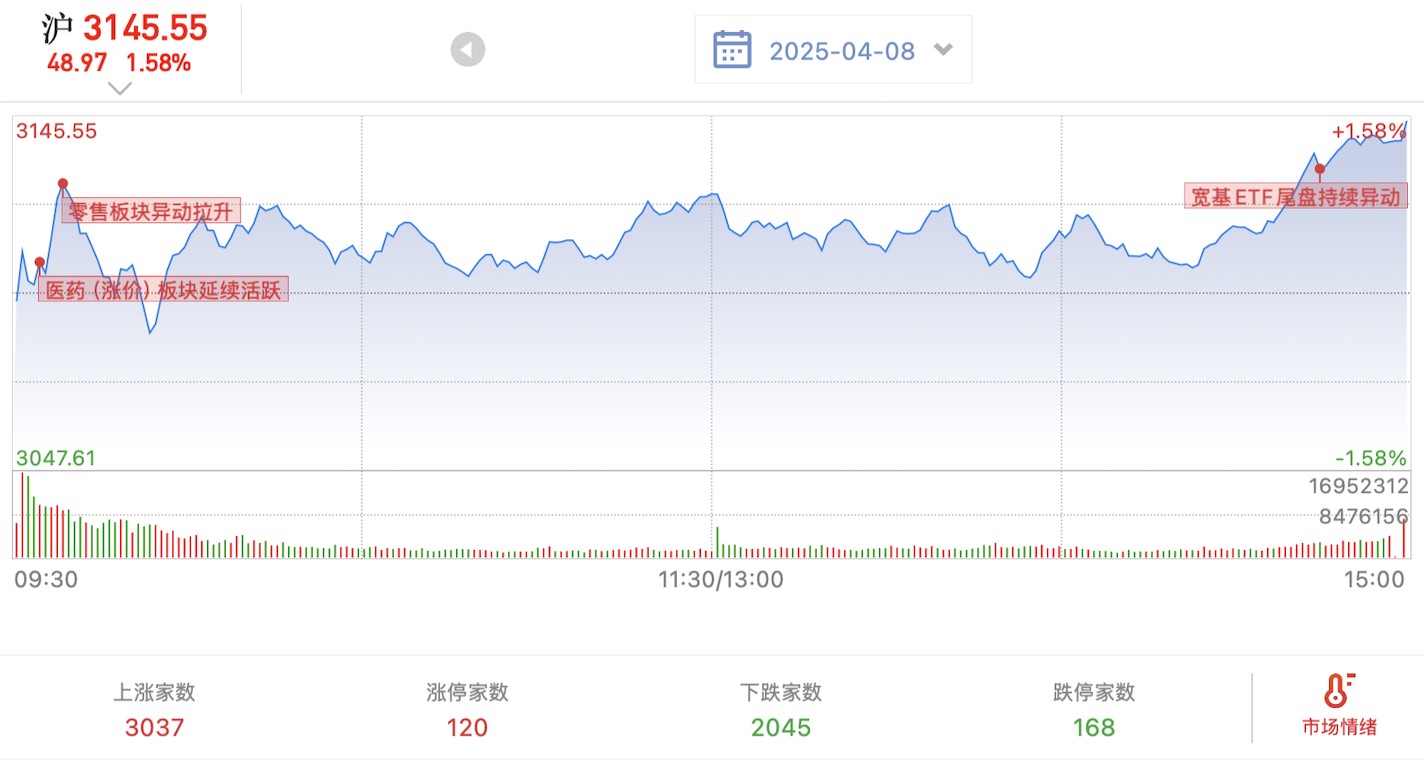 沪 3145.55
48.97 1.58%
2025-04-08
3145.55
+1.58%
零售板块异动拉升
宽基ETF尾盘持续异动
医药（涨价）板块延续活跃
3047.61
-1.58%
16952312
8476156
09:30
11:30/13:00
15:00
上涨家数
涨停家数
下跌家数
跌停家数
3037
120
2045
168
市场情绪